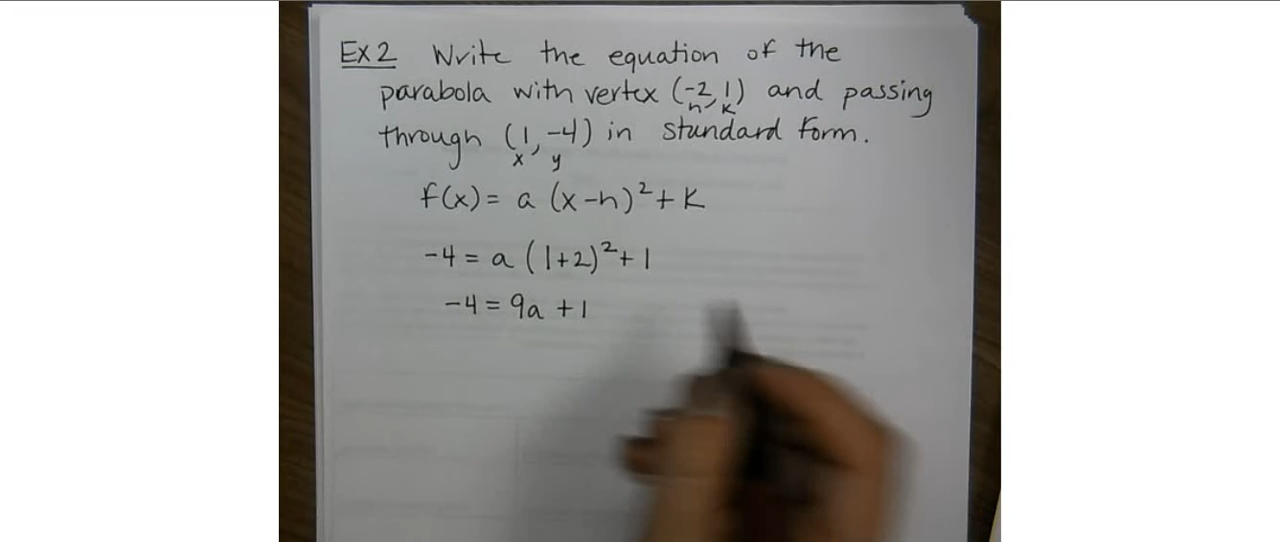 Ex 2 Write the equation of the
parabola with vertex (-2, 1) and passing
h k
through (1, -4) in standard form.
x y
f(x) = a (x-h)² + k
-4 = a (1+2)² + 1
-4 = 9a + 1